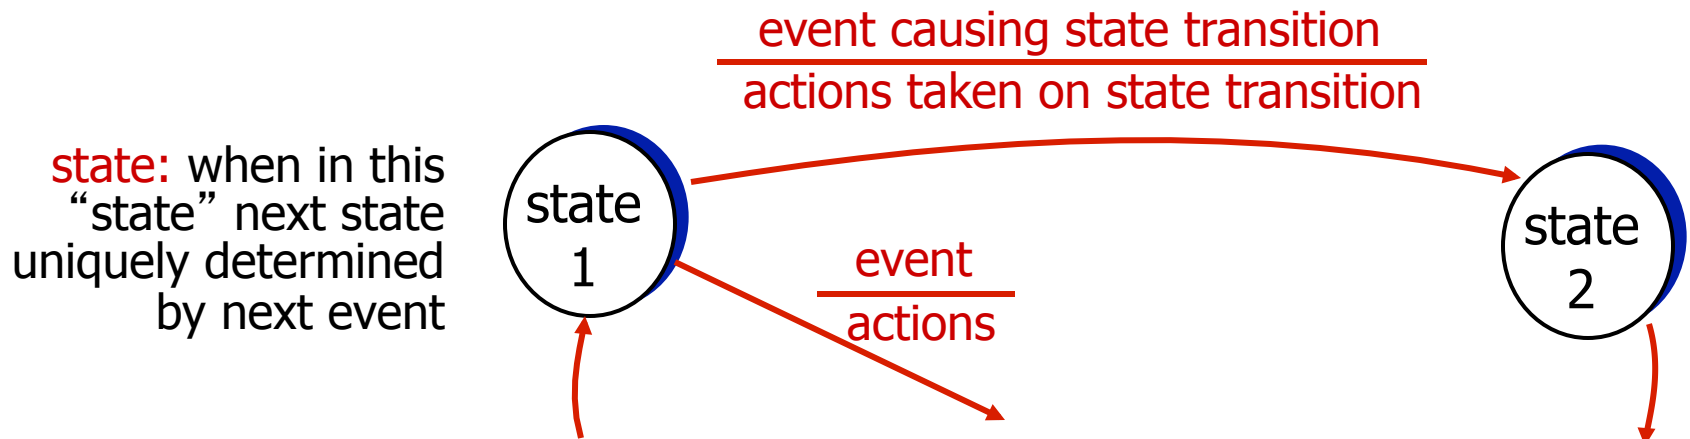 event causing state transition
actions taken on state transition
state: when in this
“state” next state
uniquely determined
by next event
state
1
event
actions
state
2